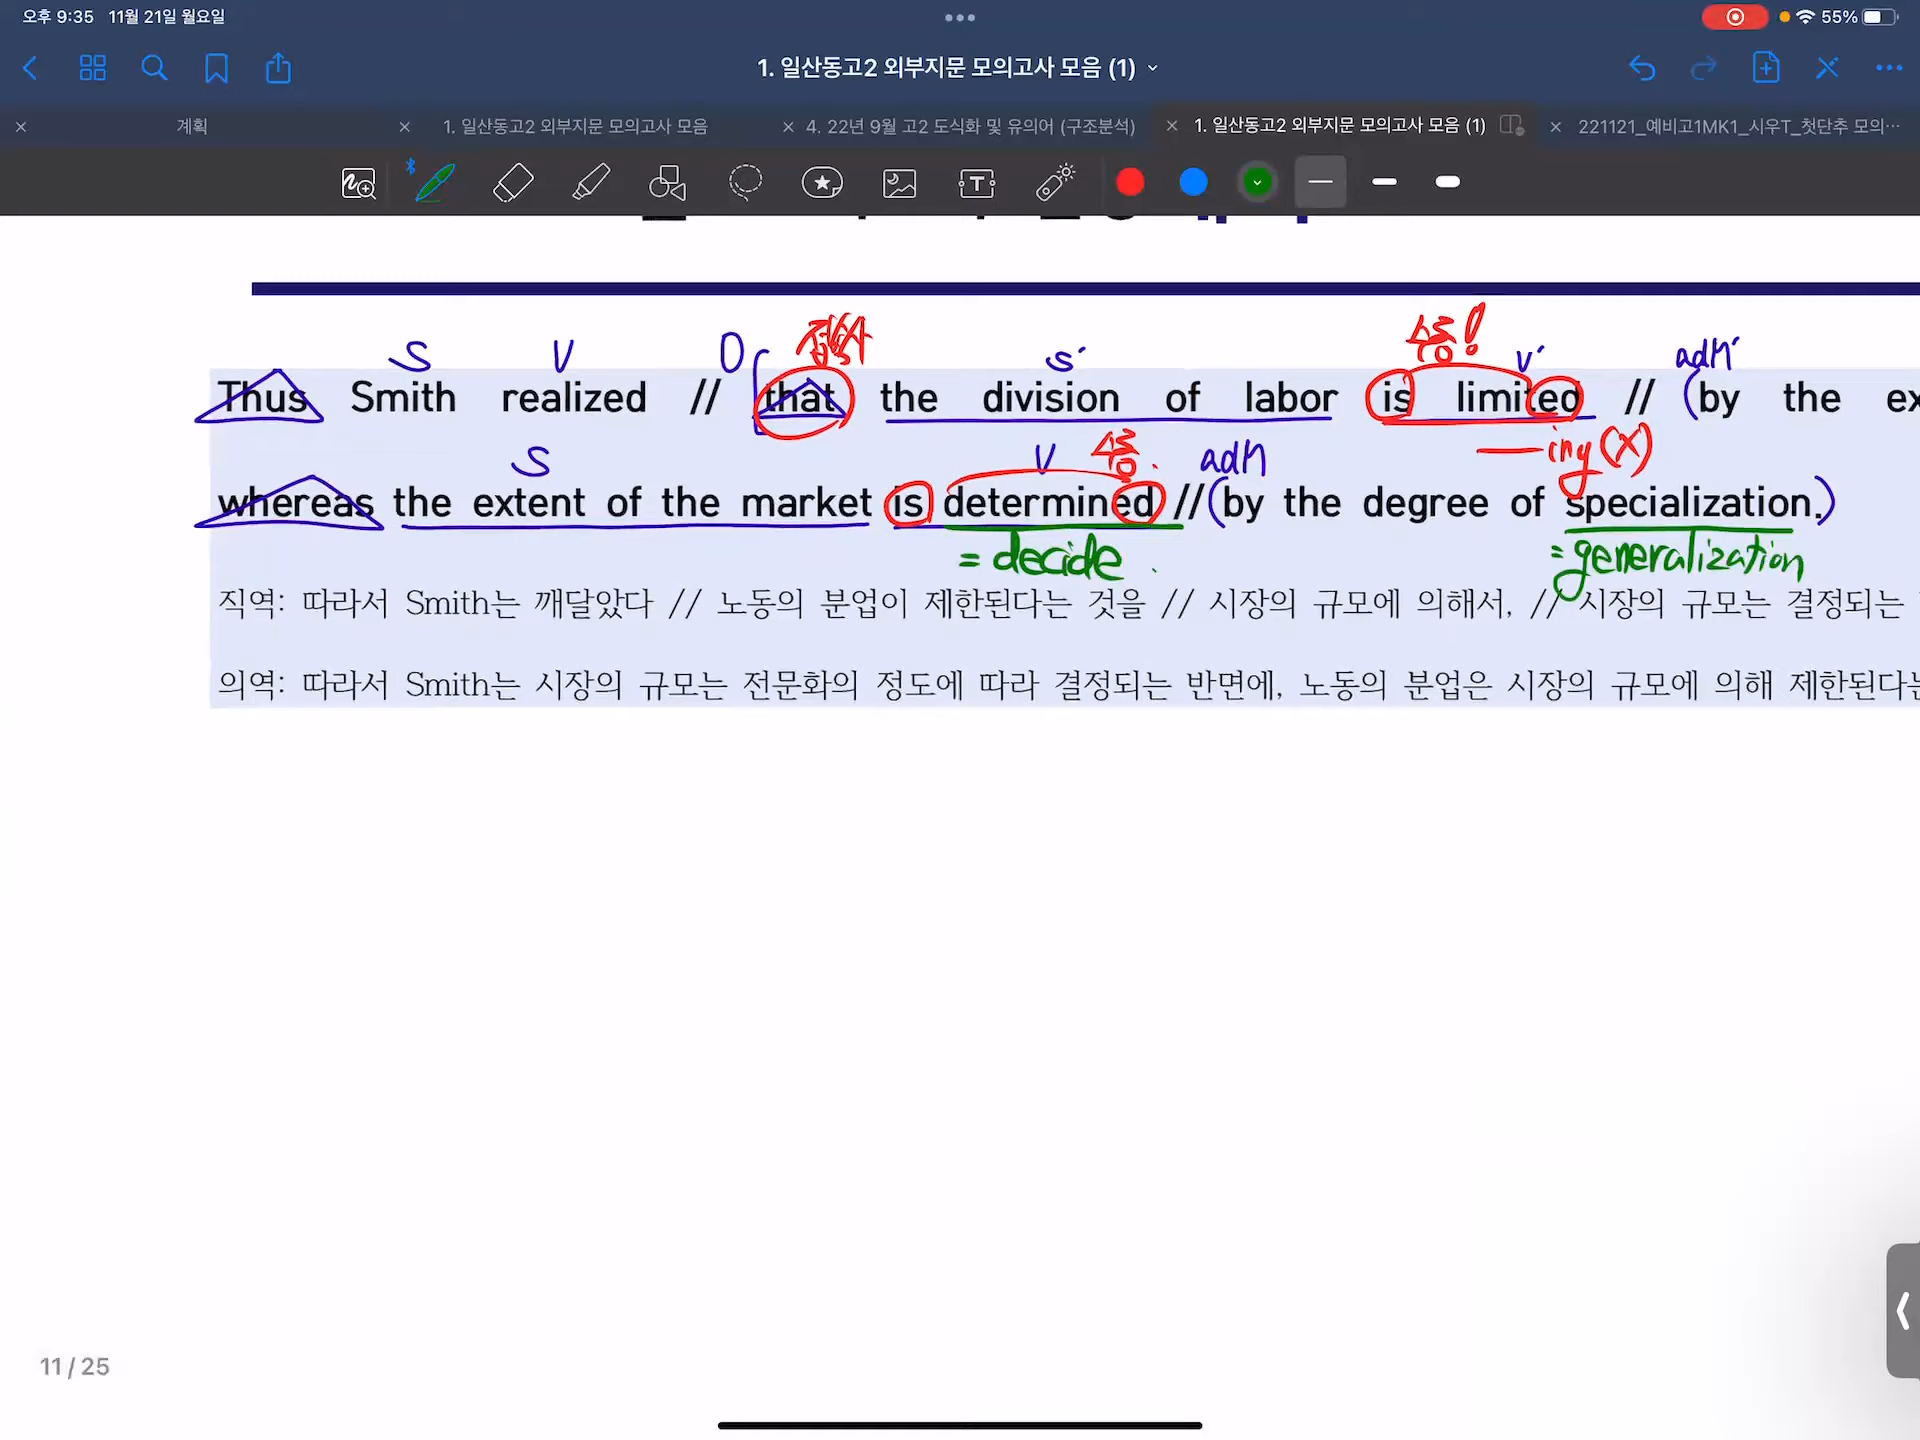 오후 9:35 11월 21일 월요일
55%
1. 일산동고2 외부지문 모의고사 모음 (1)
계획
1. 일산동고2 외부지문 모의고사 모음
4. 22년 9월 고2 도식화 및 유의어 (구조분석)
1. 일산동고2 외부지문 모의고사 모음 (1)
221121_예비고1MK1_시우T_첫단추 모의…
S V O 접속사 S' 수동! V' adM'
Thus Smith realized // that the division of labor is limited // (by the ex
S V 수동. adM ing (X)
whereas the extent of the market is determined // (by the degree of specialization.)
= decide. = generalization
직역: 따라서 Smith는 깨달았다 // 노동의 분업이 제한된다는 것을 // 시장의 규모에 의해서, // 시장의 규모는 결정되는
의역: 따라서 Smith는 시장의 규모는 전문화의 정도에 따라 결정되는 반면에, 노동의 분업은 시장의 규모에 의해 제한된다는
11 / 25